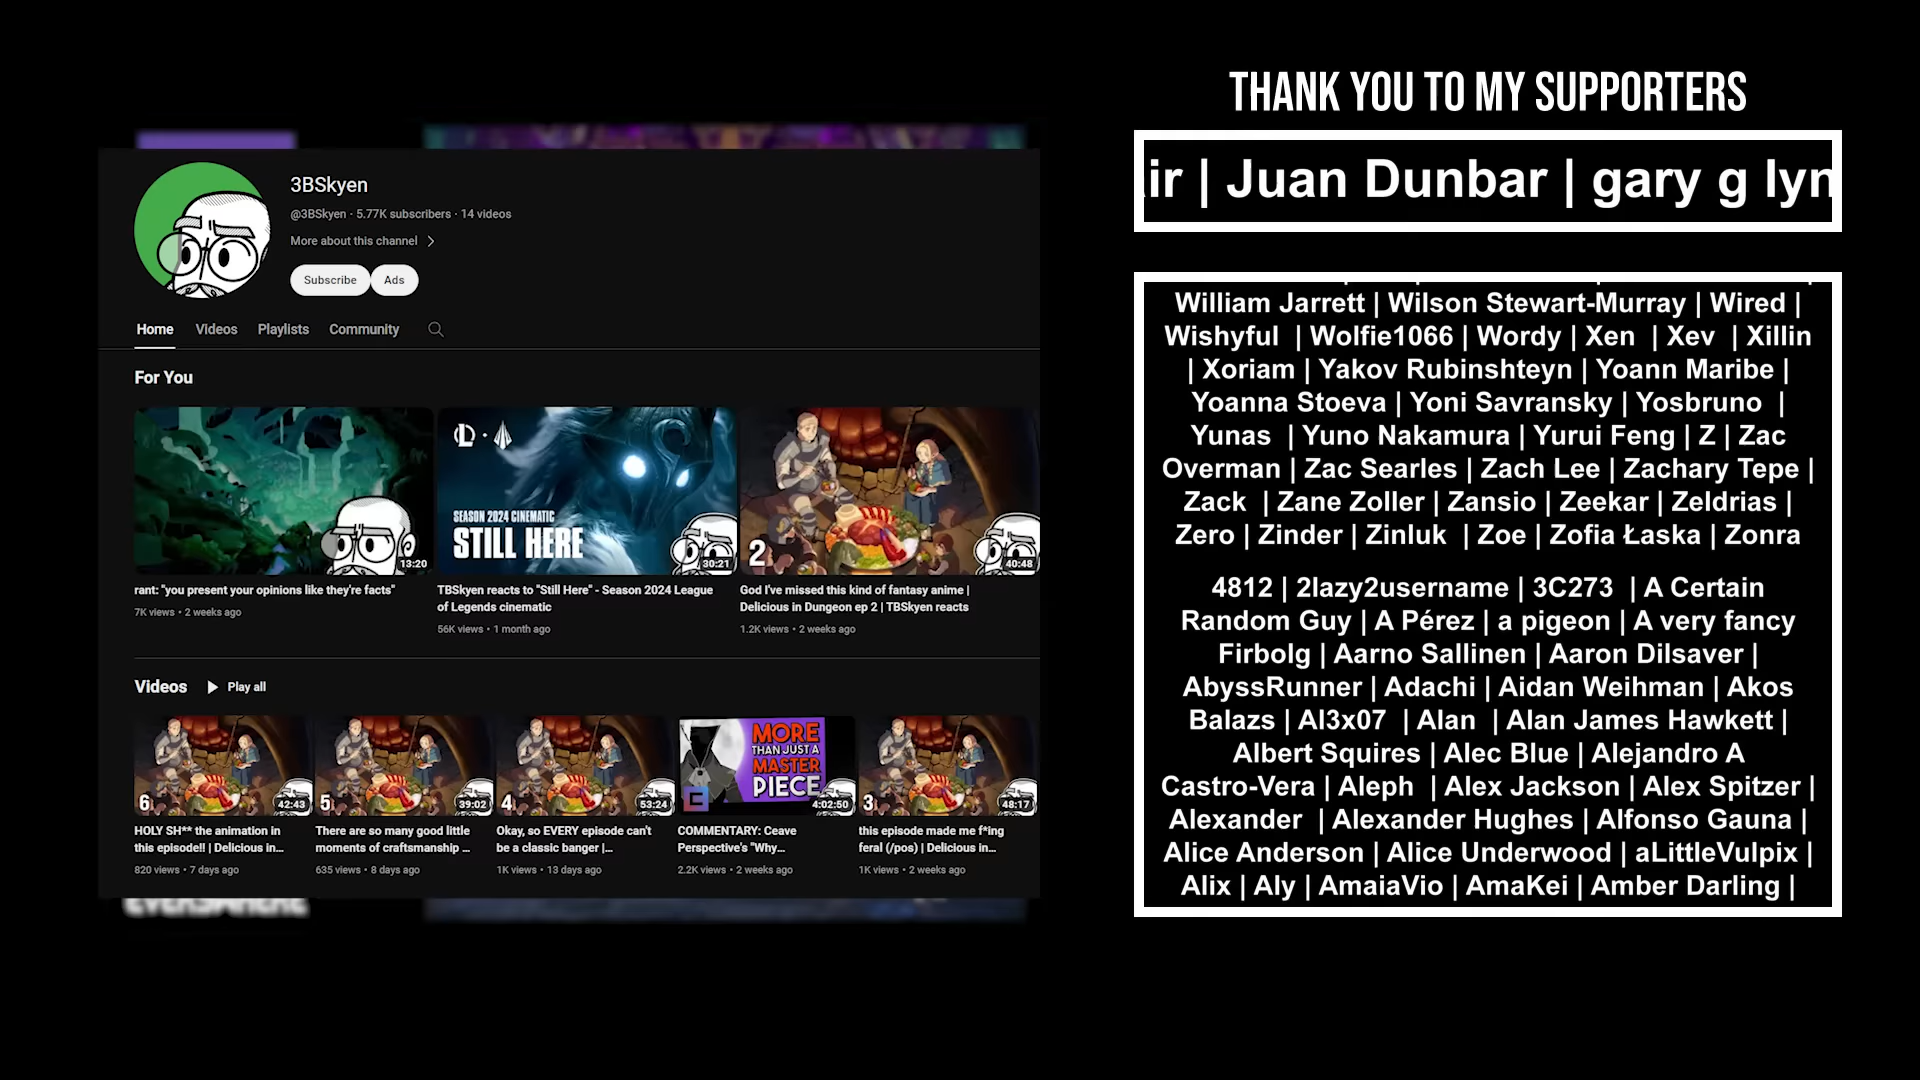 3BSkyen
@3BSkyen · 5.77K subscribers · 14 videos
More about this channel
Subscribe
Ads
Home
Videos
Playlists
Community
For You
13:20
SEASON 2024 CINEMATIC
STILL HERE
30:21
2
40:48
rant: "you present your opinions like they're facts"
7K views • 2 weeks ago
TBSkyen reacts to "Still Here" - Season 2024 League
of Legends cinematic
56K views • 1 month ago
God I've missed this kind of fantasy anime |
Delicious in Dungeon ep 2 | TBSkyen reacts
1.2K views • 2 weeks ago
Videos
Play all
6
42:43
5
39:02
4
53:24
MORE
THAN JUST A
MASTER
PIECE
4:02:50
3
48:17
HOLY SH** the animation in
this episode!! | Delicious in...
820 views • 7 days ago
There are so many good little
moments of craftsmanship ...
635 views • 8 days ago
Okay, so EVERY episode can't
be a classic banger |...
1K views • 13 days ago
COMMENTARY: Ceave
Perspective's "Why...
2.2K views • 2 weeks ago
this episode made me f*ing
feral (/pos) | Delicious in...
1K views • 2 weeks ago
THANK YOU TO MY SUPPORTERS
ir | Juan Dunbar | gary g lyn
William Jarrett | Wilson Stewart-Murray | Wired |
Wishyful | Wolfie1066 | Wordy | Xen | Xev | Xillin
| Xoriam | Yakov Rubinshteyn | Yoann Maribe |
Yoanna Stoeva | Yoni Savransky | Yosbruno |
Yunas | Yuno Nakamura | Yurui Feng | Z | Zac
Overman | Zac Searles | Zach Lee | Zachary Tepe |
Zack | Zane Zoller | Zansio | Zeekar | Zeldrias |
Zero | Zinder | Zinluk | Zoe | Zofia Łaska | Zonra
4812 | 2lazy2username | 3C273 | A Certain
Random Guy | A Pérez | a pigeon | A very fancy
Firbolg | Aarno Sallinen | Aaron Dilsaver |
AbyssRunner | Adachi | Aidan Weihman | Akos
Balazs | Al3x07 | Alan | Alan James Hawkett |
Albert Squires | Alec Blue | Alejandro A
Castro-Vera | Aleph | Alex Jackson | Alex Spitzer |
Alexander | Alexander Hughes | Alfonso Gauna |
Alice Anderson | Alice Underwood | aLittleVulpix |
Alix | Aly | AmaiaVio | AmaKei | Amber Darling |